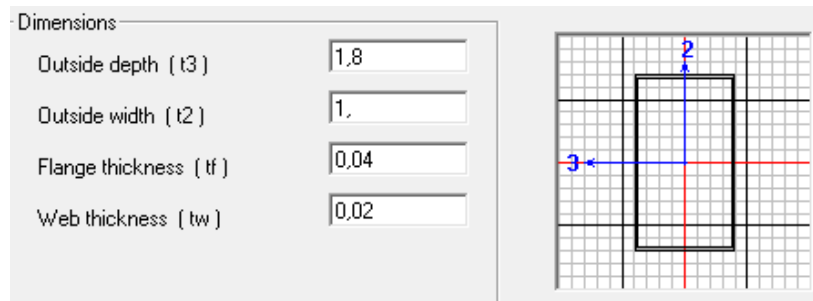 Dimensions
Outside depth ( t3 ) 1,8
Outside width ( t2 ) 1,
Flange thickness ( tf ) 0,04
Web thickness ( tw ) 0,02
2
3